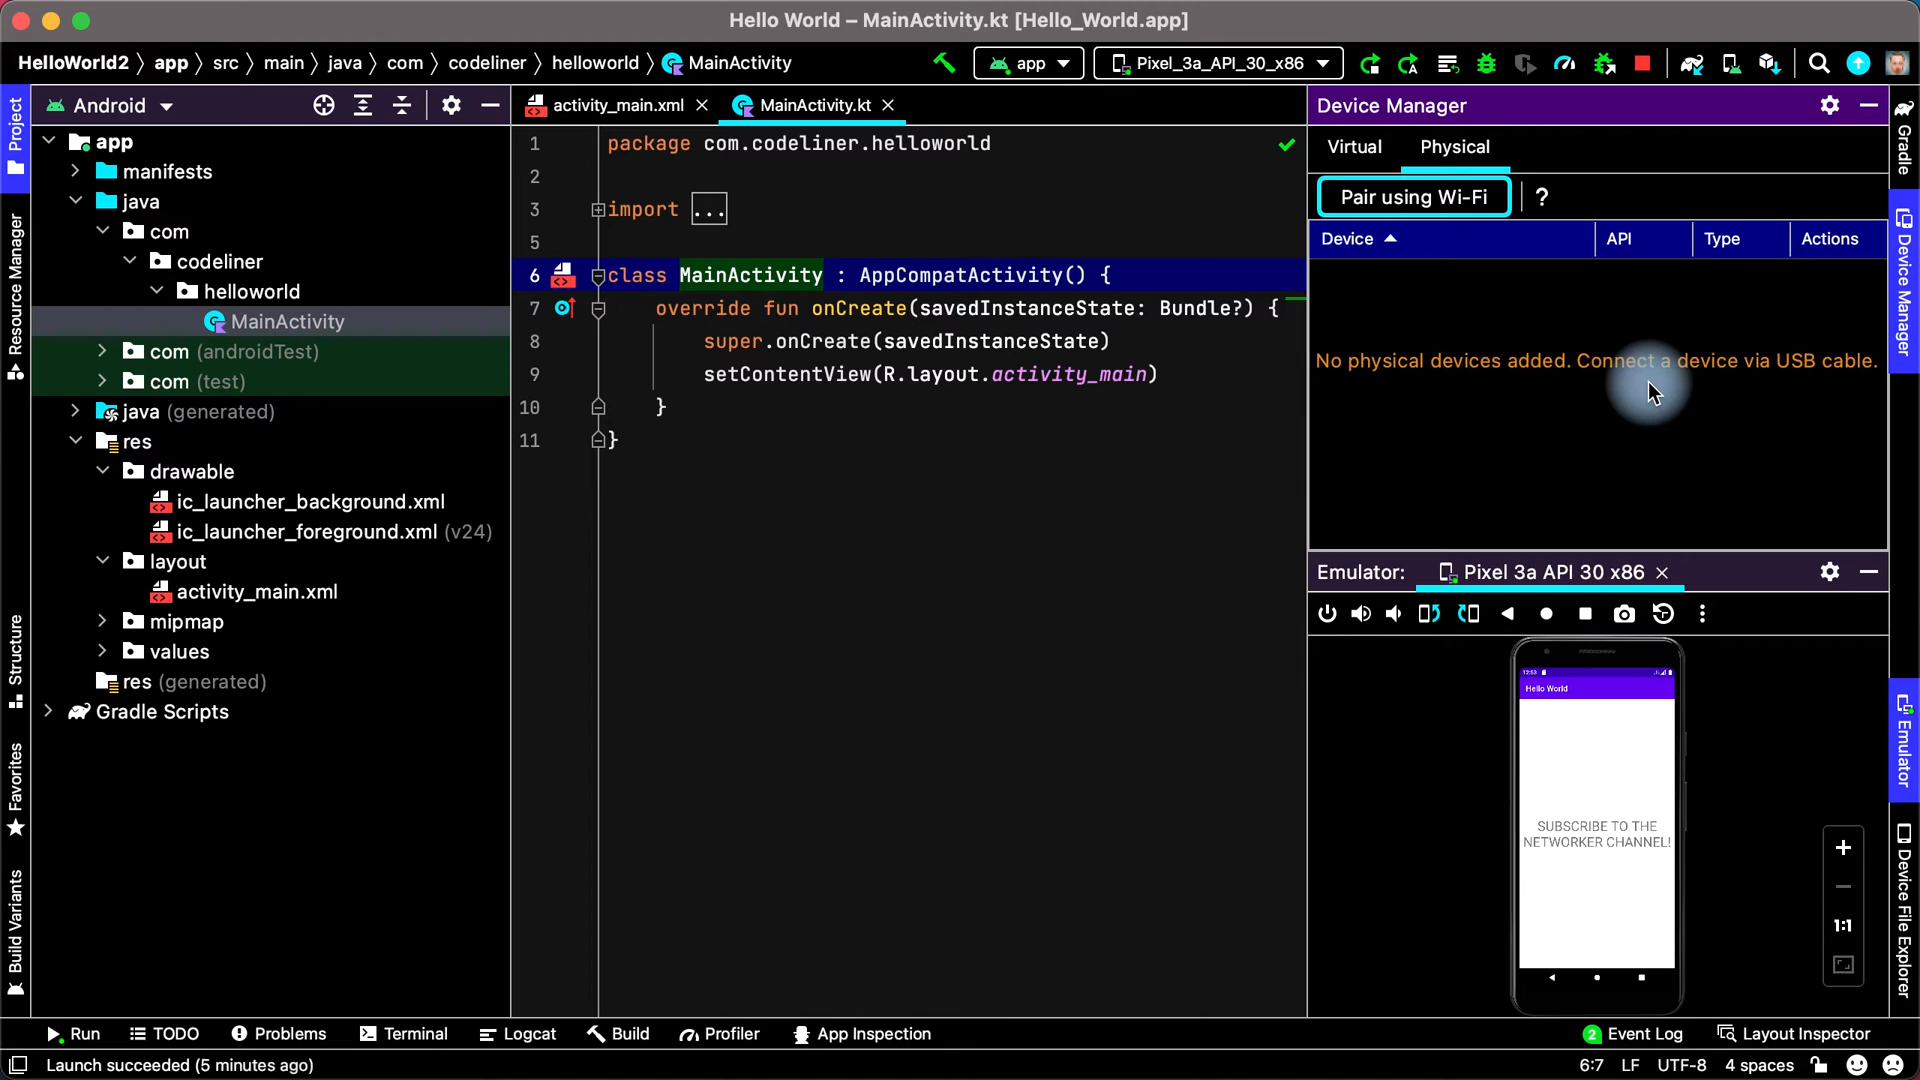 Hello World – MainActivity.kt [Hello_World.app]
HelloWorld2 〉 app 〉 src 〉 main 〉 java 〉 com 〉 codeliner 〉 helloworld 〉 MainActivity
app
Pixel_3a_API_30_x86
Project
Resource Manager
Structure
Favorites
Build Variants
Android
app
manifests
java
com
codeliner
helloworld
MainActivity
com (androidTest)
com (test)
java (generated)
res
drawable
ic_launcher_background.xml
ic_launcher_foreground.xml (v24)
layout
activity_main.xml
mipmap
values
res (generated)
Gradle Scripts
activity_main.xml
MainActivity.kt
1 package com.codeliner.helloworld
2
3 import ...
5
6 class MainActivity : AppCompatActivity() {
7 override fun onCreate(savedInstanceState: Bundle?) {
8 super.onCreate(savedInstanceState)
9 setContentView(R.layout.activity_main)
10 }
11 }
Device Manager
Virtual Physical
Pair using Wi-Fi ?
Device API Type Actions
No physical devices added. Connect a device via USB cable.
Emulator: Pixel 3a API 30 x86
12:53
Hello World
SUBSCRIBE TO THE
NETWORKER CHANNEL!
1:1
Gradle
Device Manager
Emulator
Device File Explorer
Run TODO Problems Terminal Logcat Build Profiler App Inspection
2 Event Log Layout Inspector
Launch succeeded (5 minutes ago)
6:7 LF UTF-8 4 spaces